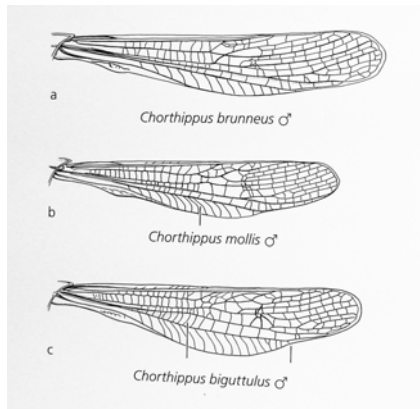 a
Chorthippus brunneus ♂
b
Chorthippus mollis ♂
c
Chorthippus biguttulus ♂